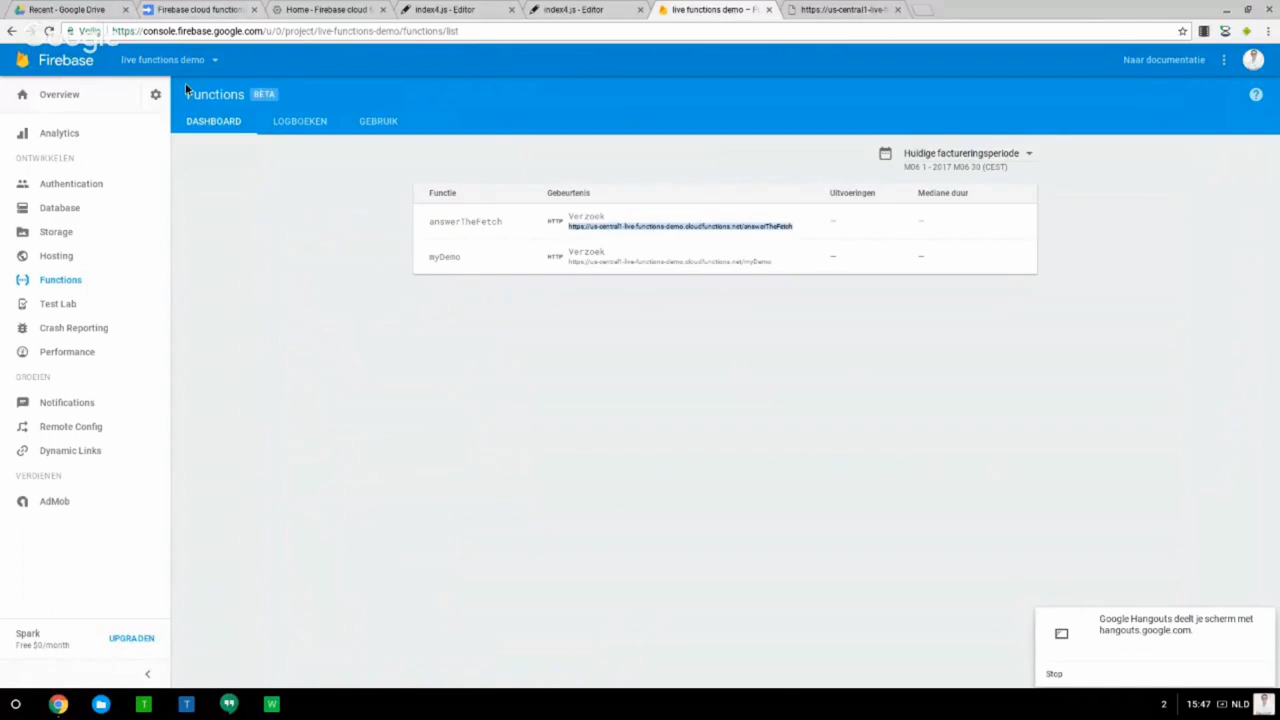 Recent - Google Drive
Firebase cloud function
Home - Firebase cloud f
index4.js - Editor
index4.js - Editor
live functions demo – F
https://us-central1-live-f
Google
https://console.firebase.google.com/u/0/project/live-functions-demo/functions/list
Firebase
live functions demo
Naar documentatie
Overview
Functions
BÈTA
DASHBOARD
LOGBOEKEN
GEBRUIK
Analytics
ONTWIKKELEN
Authentication
Database
Storage
Hosting
Functions
Test Lab
Crash Reporting
Performance
GROEIEN
Notifications
Remote Config
Dynamic Links
VERDIENEN
AdMob
Spark
Free $0/month
UPGRADEN
Huidige factureringsperiode
M06 1 - 2017 M06 30 (CEST)
Functie Gebeurtenis Uitvoeringen Mediane duur
answerTheFetch HTTP Verzoek – –
https://us-central1-live-functions-demo.cloudfunctions.net/answerTheFetch
myDemo HTTP Verzoek – –
https://us-central1-live-functions-demo.cloudfunctions.net/myDemo
Google Hangouts deelt je scherm met
hangouts.google.com.
Stop
T
T
W
2
15:47
NLD